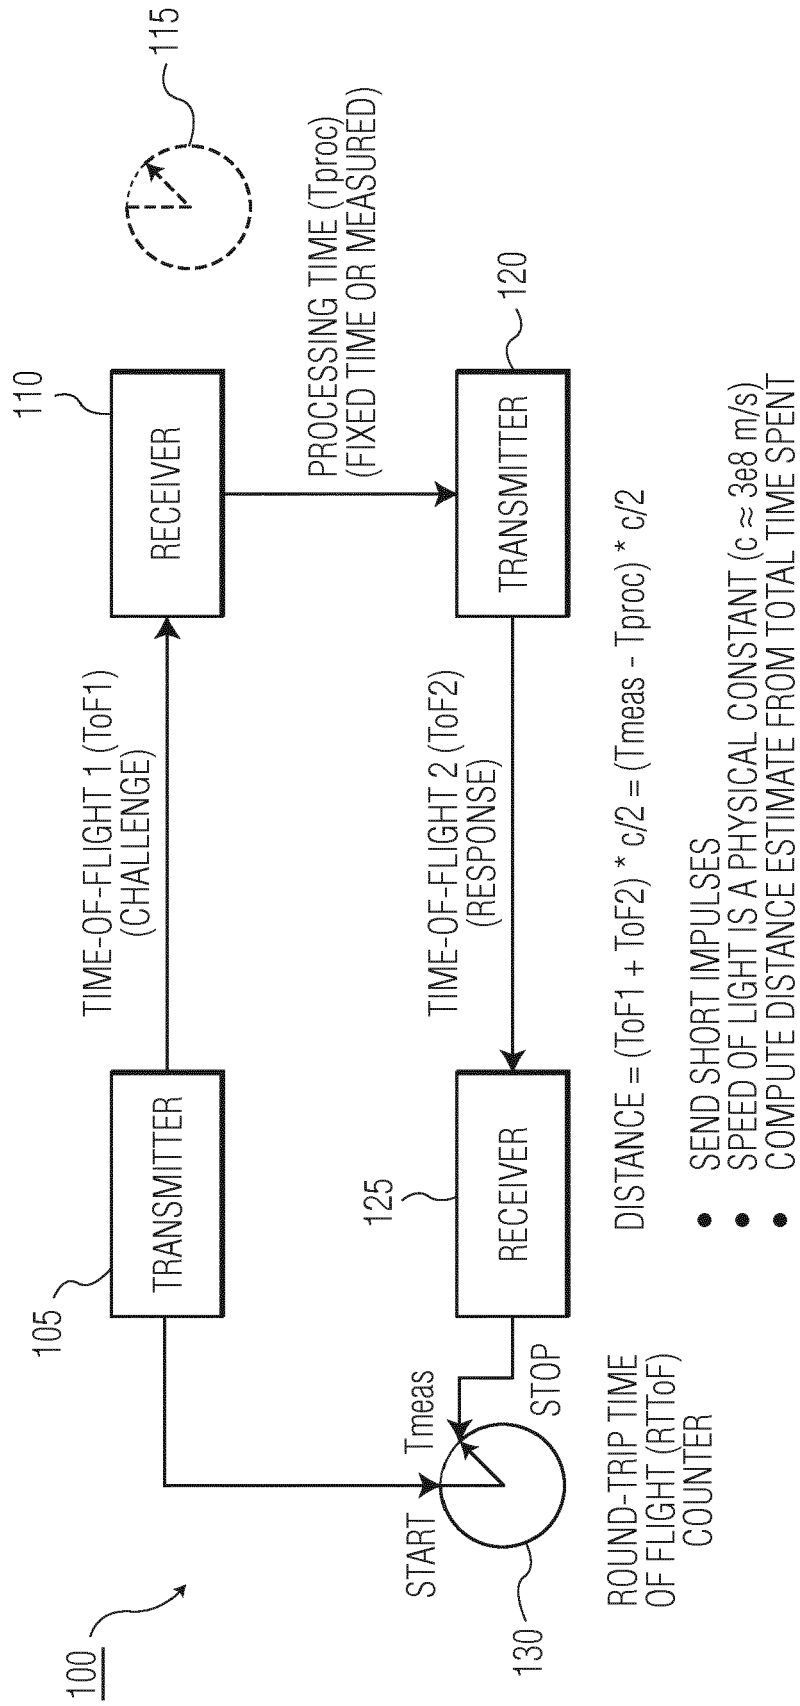 100
105
TRANSMITTER
TIME-OF-FLIGHT 1 (ToF1)
(CHALLENGE)
110
RECEIVER
115
PROCESSING TIME (Tproc)
(FIXED TIME OR MEASURED)
START
Tmeas
STOP
130
ROUND-TRIP TIME
OF FLIGHT (RTToF)
COUNTER
125
RECEIVER
TIME-OF-FLIGHT 2 (ToF2)
(RESPONSE)
120
TRANSMITTER
DISTANCE = (ToF1 + ToF2) * c/2 = (Tmeas - Tproc) * c/2
• SEND SHORT IMPULSES
• SPEED OF LIGHT IS A PHYSICAL CONSTANT (c ≈ 3e8 m/s)
• COMPUTE DISTANCE ESTIMATE FROM TOTAL TIME SPENT